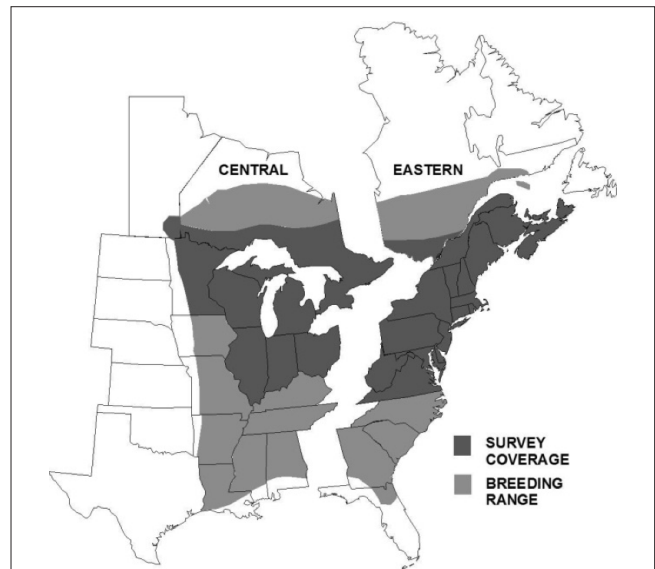 CENTRAL
EASTERN
SURVEY
COVERAGE
BREEDING
RANGE